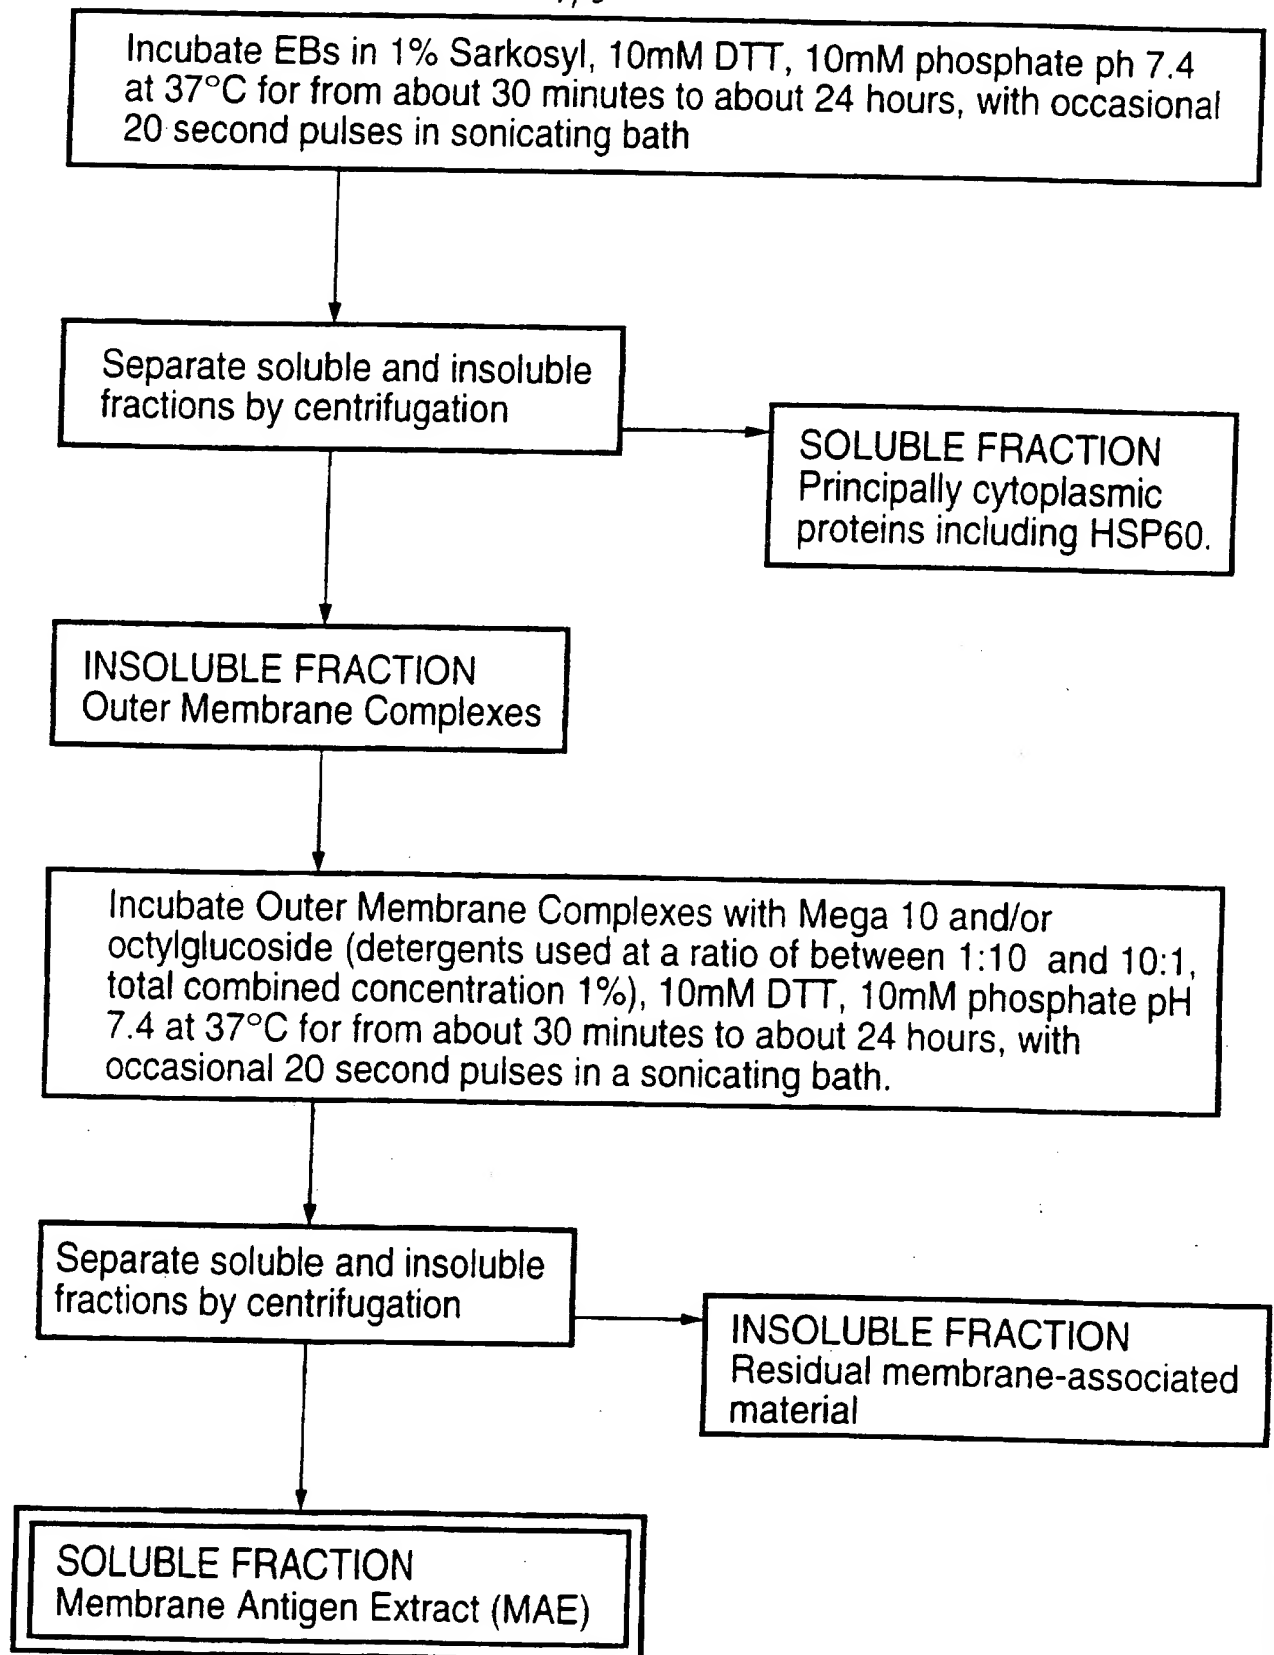 Incubate EBs in 1% Sarkosyl, 10mM DTT, 10mM phosphate ph 7.4
at 37°C for from about 30 minutes to about 24 hours, with occasional
20 second pulses in sonicating bath
Separate soluble and insoluble
fractions by centrifugation
SOLUBLE FRACTION
Principally cytoplasmic
proteins including HSP60.
INSOLUBLE FRACTION
Outer Membrane Complexes
Incubate Outer Membrane Complexes with Mega 10 and/or
octylglucoside (detergents used at a ratio of between 1:10 and 10:1,
total combined concentration 1%), 10mM DTT, 10mM phosphate pH
7.4 at 37°C for from about 30 minutes to about 24 hours, with
occasional 20 second pulses in a sonicating bath.
Separate soluble and insoluble
fractions by centrifugation
INSOLUBLE FRACTION
Residual membrane-associated
material
SOLUBLE FRACTION
Membrane Antigen Extract (MAE)